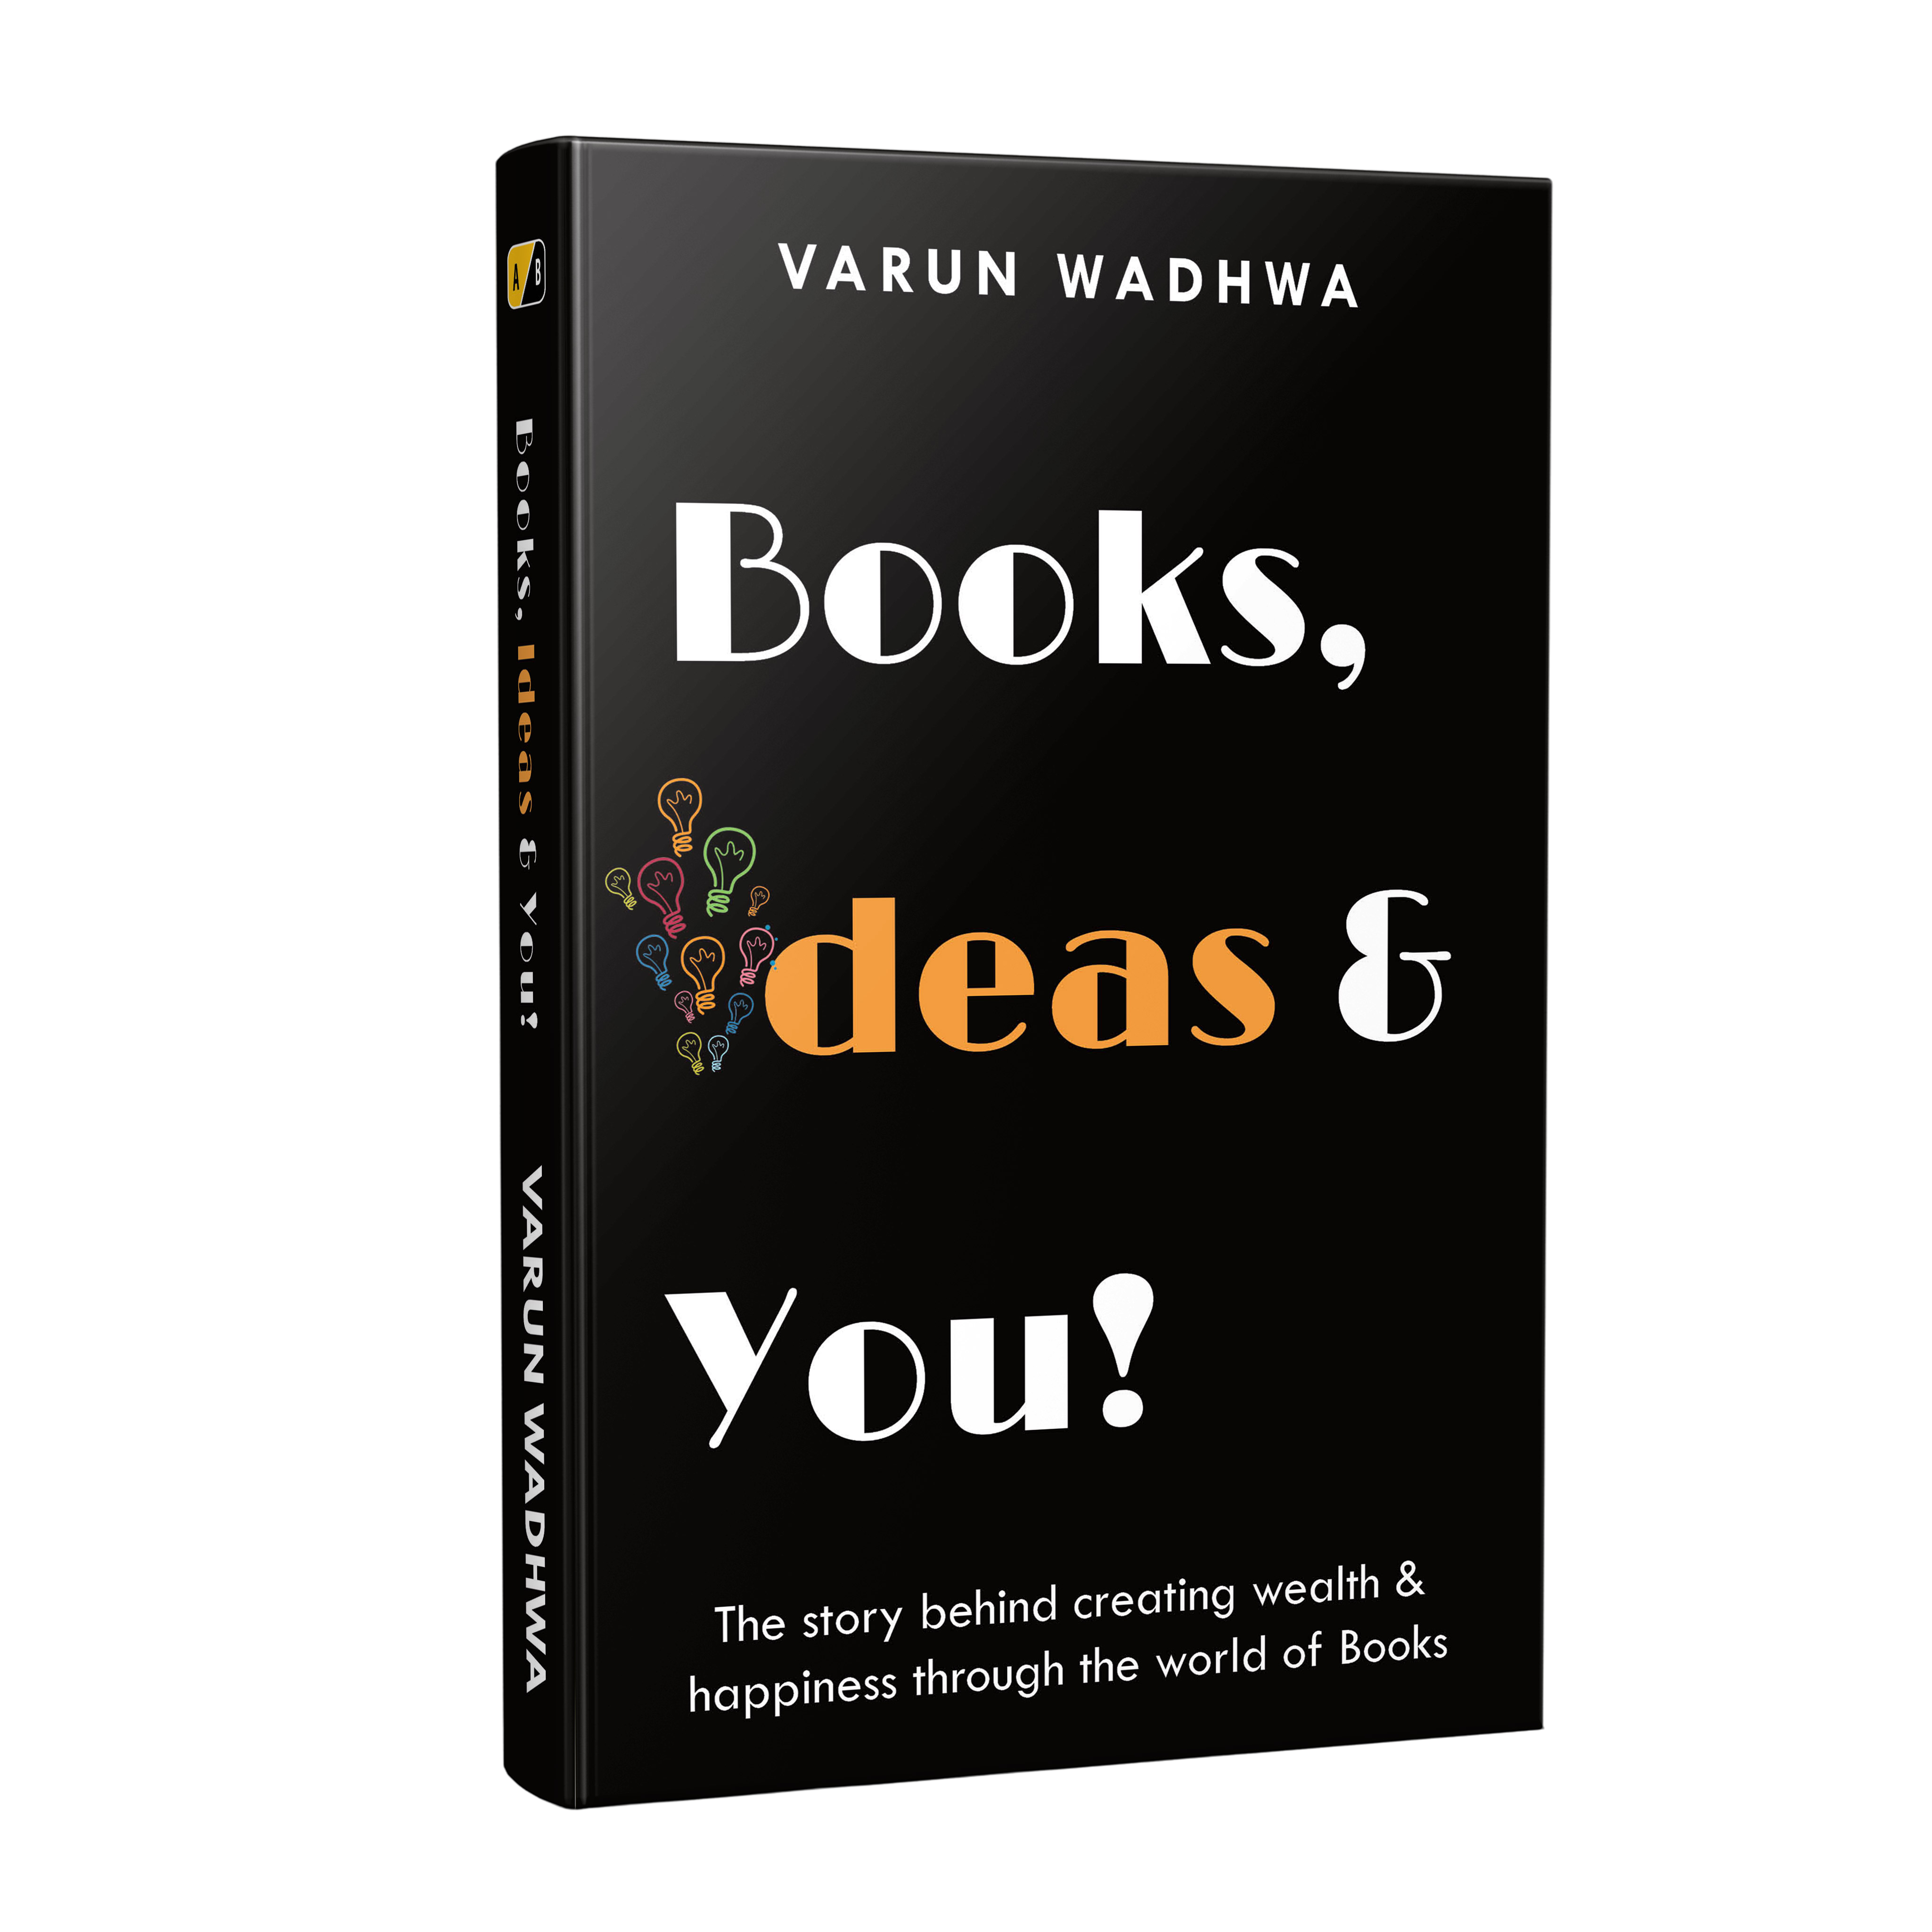 VARUN WADHWA
Books,
deas &
you!
The story behind creating wealth &
happiness through the world of Books
A B
Books, Ideas & you?
VARUN WADHWA